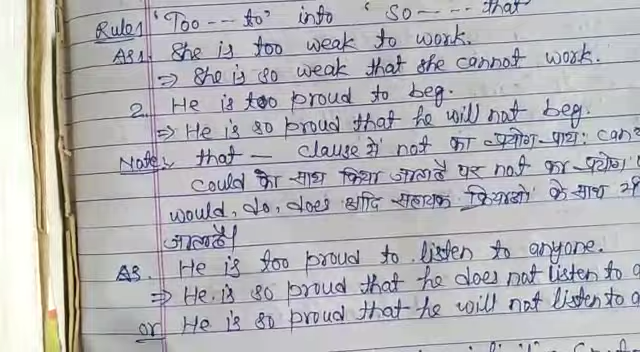 Rule:- 'Too -- to' into 'so ---- that
AS:- She is too weak to work.
⇒ She is so weak that she cannot work.
2. He is too proud to beg.
⇒ He is so proud that he will not beg.
Note:- that — clause में not का प्रयोग प्राय: can
could के साथ किया जाता है पर not का प्रयोग
would, do, does आदि सहायक क्रियाओं के साथ भी
जाता है।
AS. He is too proud to listen to anyone.
⇒ He is so proud that he does not listen to a
or He is so proud that he will not listen to a